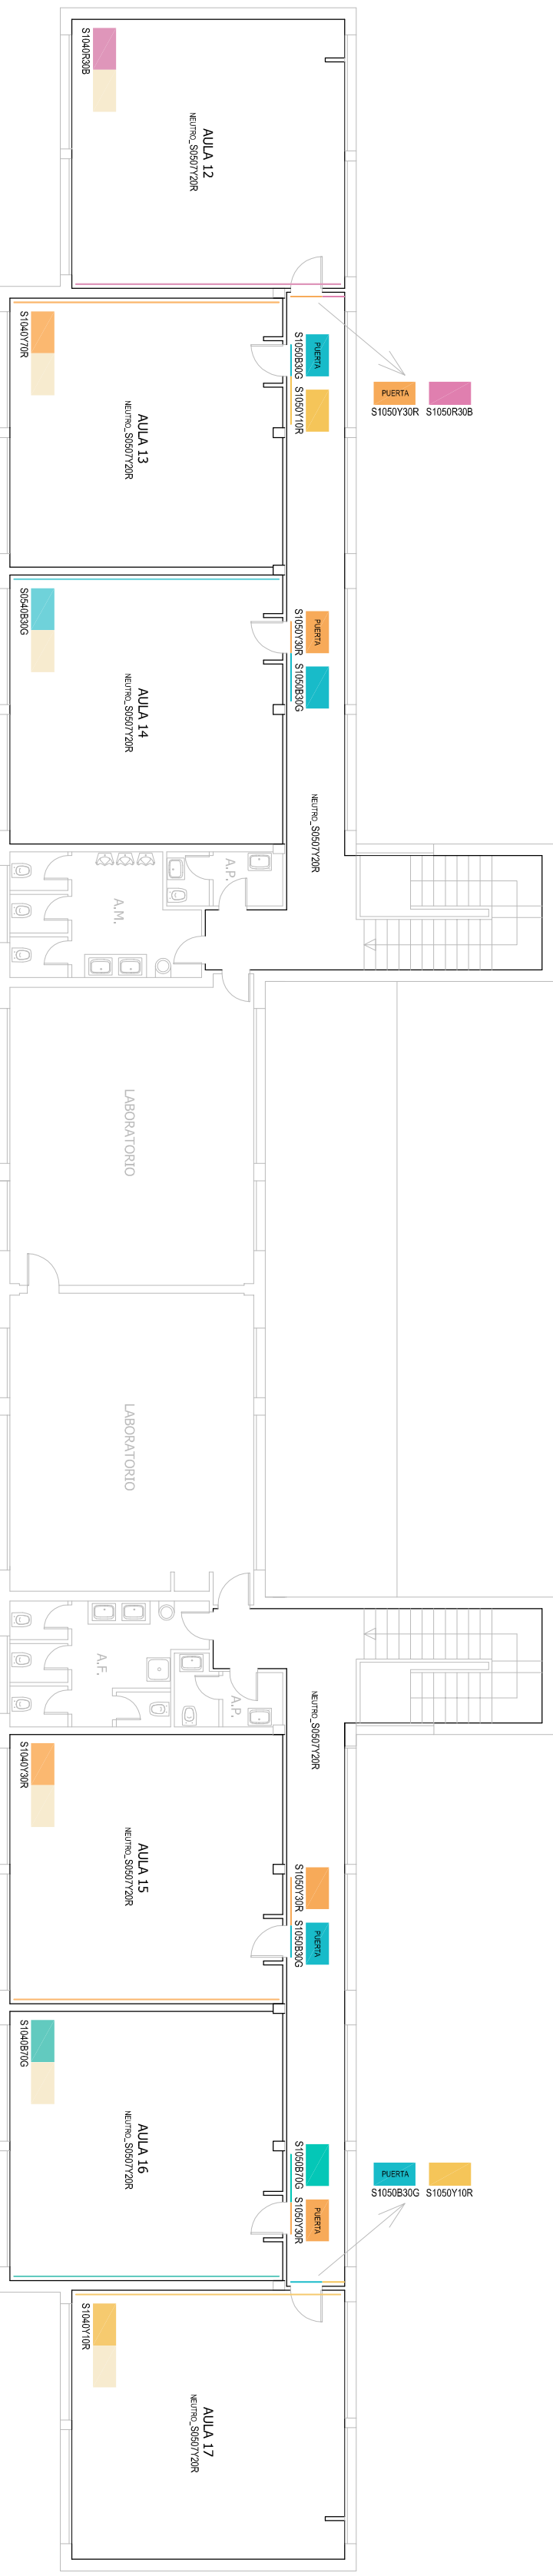 S1040R30B
AULA 12
NEUTRO_S0507Y20R
PUERTA
S1050Y30R
S1050R30B
S1040Y70R
AULA 13
NEUTRO_S0507Y20R
PUERTA
S1050B30G
S1050Y10R
S0540B30G
AULA 14
NEUTRO_S0507Y20R
PUERTA
S1050Y30R
S1050B30G
NEUTRO_S0507Y20R
A.P.
A.M.
LABORATORIO
LABORATORIO
A.F.
A.P.
NEUTRO_S0507Y20R
S1040Y30R
AULA 15
NEUTRO_S0507Y20R
S1050Y30R
PUERTA
S1050B30G
S1040B70G
AULA 16
NEUTRO_S0507Y20R
S1050B70G
PUERTA
S1050Y30R
PUERTA
S1050B30G
S1050Y10R
S1040Y10R
AULA 17
NEUTRO_S0507Y20R